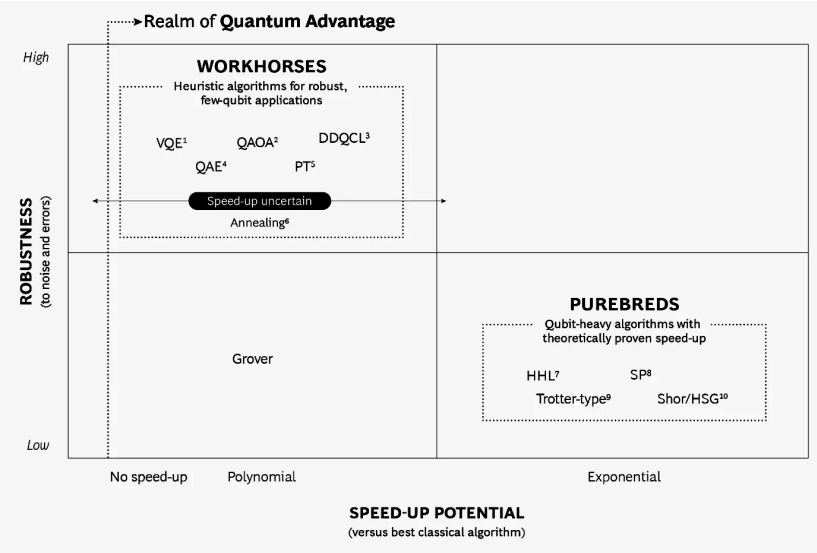 Realm of Quantum Advantage
High
WORKHORSES
Heuristic algorithms for robust,
few-qubit applications
VQE¹ QAOA² DDQCL³
QAE⁴ PT⁵
Speed-up uncertain
Annealing⁶
ROBUSTNESS
(to noise and errors)
PUREBREDS
Qubit-heavy algorithms with
theoretically proven speed-up
Grover
HHL⁷ SP⁸
Trotter-type⁹ Shor/HSG¹⁰
Low
No speed-up Polynomial Exponential
SPEED-UP POTENTIAL
(versus best classical algorithm)